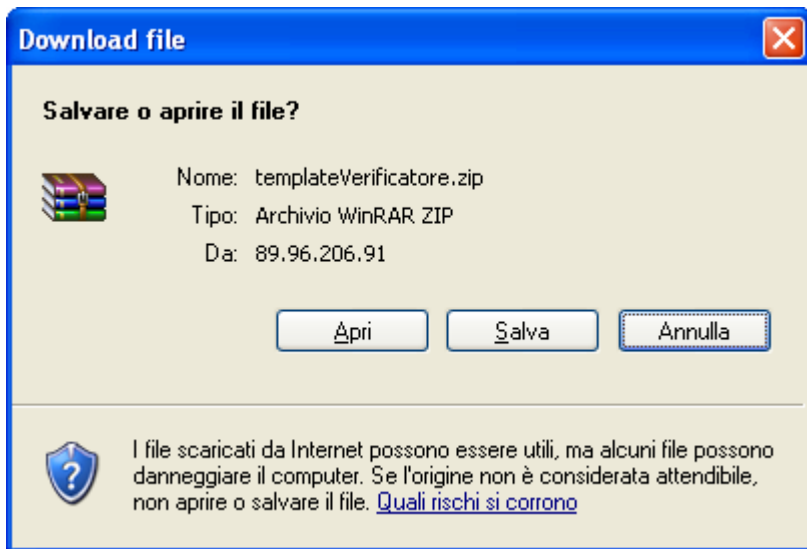 Download file
Salvare o aprire il file?
Nome: templateVerificatore.zip
Tipo: Archivio WinRAR ZIP
Da: 89.96.206.91
Apri Salva Annulla
I file scaricati da Internet possono essere utili, ma alcuni file possono
danneggiare il computer. Se l'origine non è considerata attendibile,
non aprire o salvare il file. Quali rischi si corrono